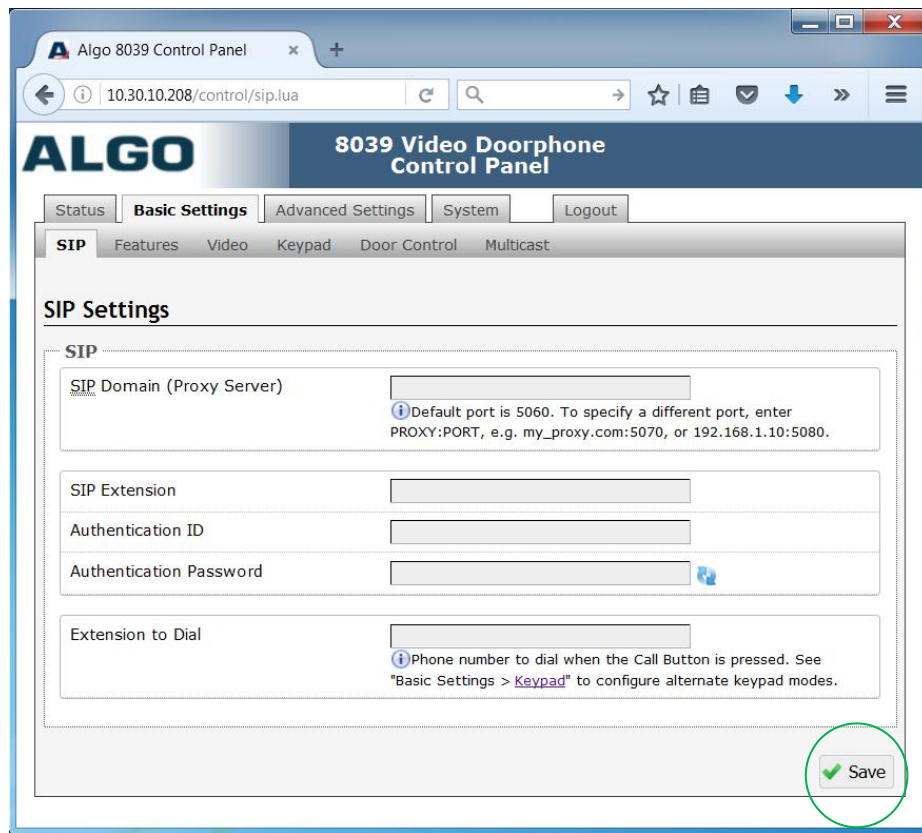 Algo 8039 Control Panel
10.30.10.208/control/sip.lua
ALGO
8039 Video Doorphone
Control Panel
Status Basic Settings Advanced Settings System Logout
SIP Features Video Keypad Door Control Multicast
SIP Settings
SIP
SIP Domain (Proxy Server)
Default port is 5060. To specify a different port, enter
PROXY:PORT, e.g. my_proxy.com:5070, or 192.168.1.10:5080.
SIP Extension
Authentication ID
Authentication Password
Extension to Dial
Phone number to dial when the Call Button is pressed. See
"Basic Settings > Keypad" to configure alternate keypad modes.
Save